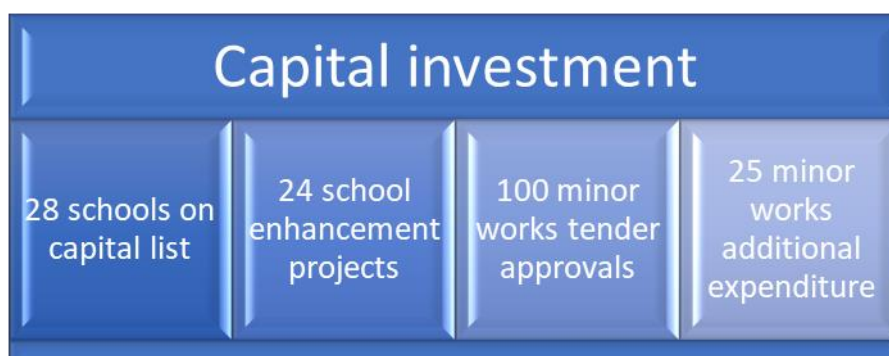 Capital investment
28 schools on
capital list
24 school
enhancement
projects
100 minor
works tender
approvals
25 minor
works
additional
expenditure